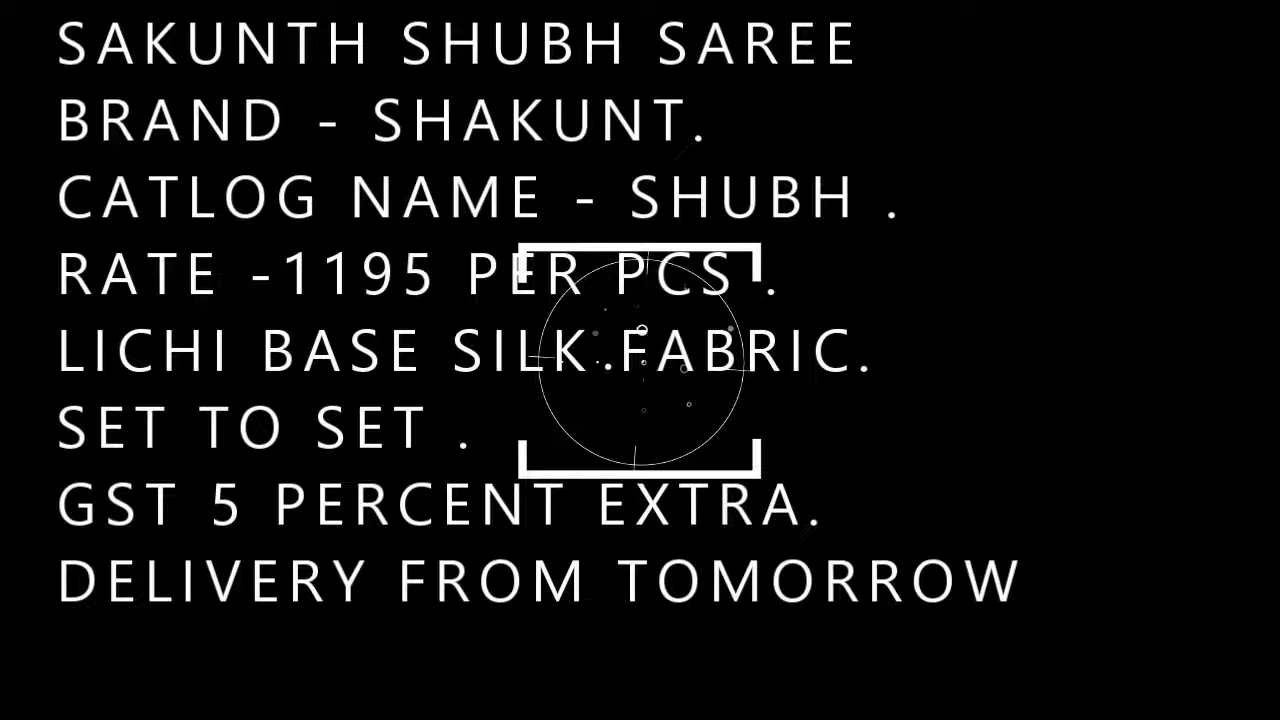 SAKUNTH SHUBH SAREE
BRAND - SHAKUNT.
CATLOG NAME - SHUBH .
RATE -1195 PER PCS .
LICHI BASE SILK .FABRIC.
SET TO SET .
GST 5 PERCENT EXTRA.
DELIVERY FROM TOMORROW